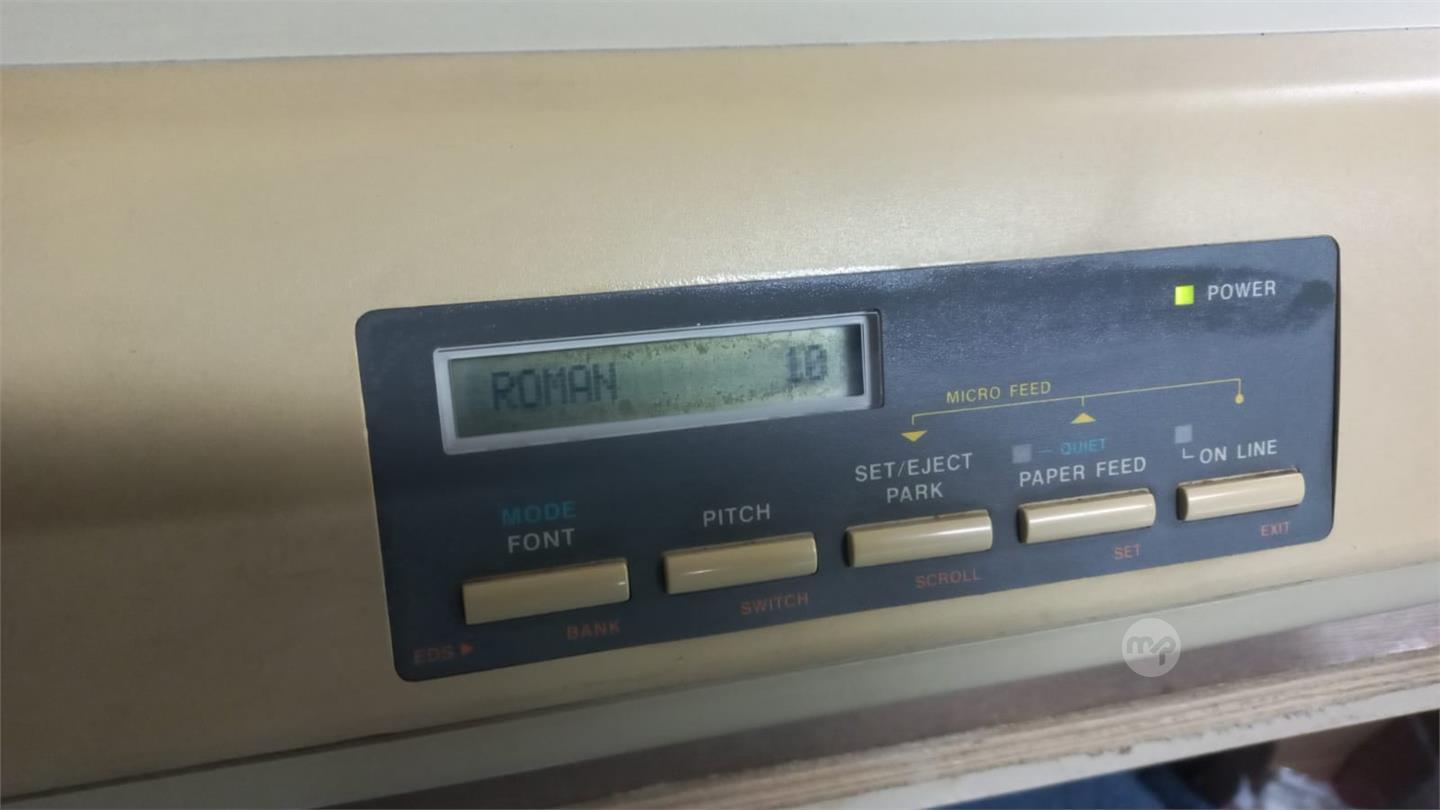 POWER
ROMAN 10
MICRO FEED
QUIET
SET/EJECT
PARK
PAPER FEED
ON LINE
MODE
FONT
PITCH
EDS
BANK
SWITCH
SCROLL
SET
EXIT
mp